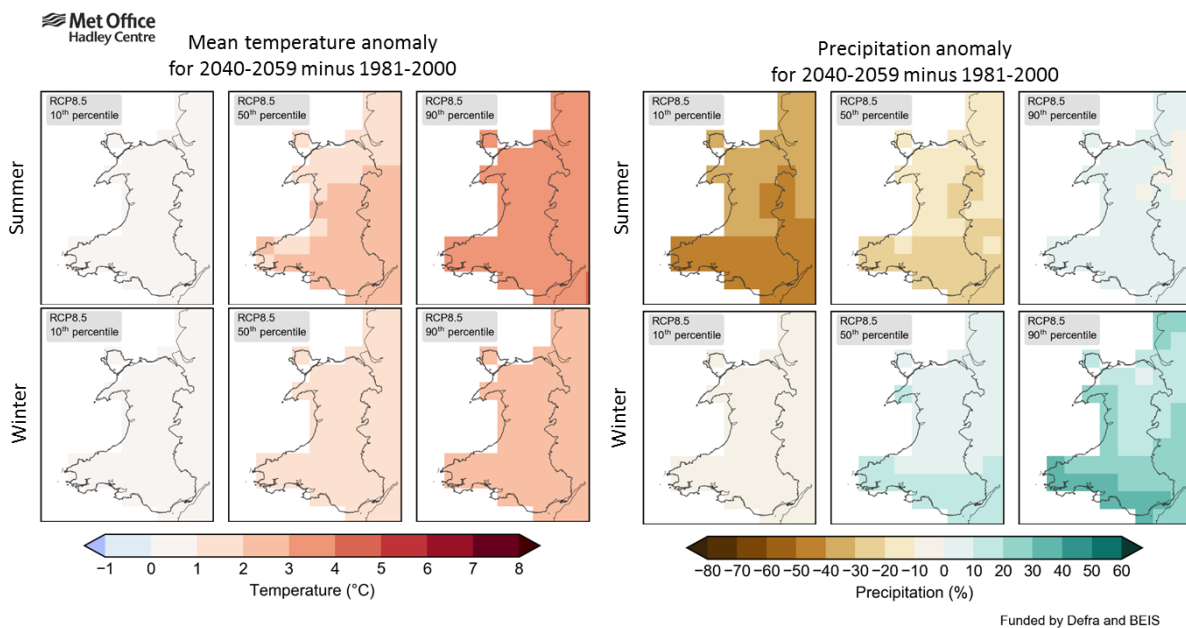 Met Office
Hadley Centre
Mean temperature anomaly
for 2040-2059 minus 1981-2000
Precipitation anomaly
for 2040-2059 minus 1981-2000
Summer
RCP8.5
10th percentile
RCP8.5
50th percentile
RCP8.5
90th percentile
Summer
RCP8.5
10th percentile
RCP8.5
50th percentile
RCP8.5
90th percentile
Winter
RCP8.5
10th percentile
RCP8.5
50th percentile
RCP8.5
90th percentile
Winter
RCP8.5
10th percentile
RCP8.5
50th percentile
RCP8.5
90th percentile
−1 0 1 2 3 4 5 6 7 8
Temperature (°C)
−80 −70 −60 −50 −40 −30 −20 −10 0 10 20 30 40 50 60
Precipitation (%)
Funded by Defra and BEIS